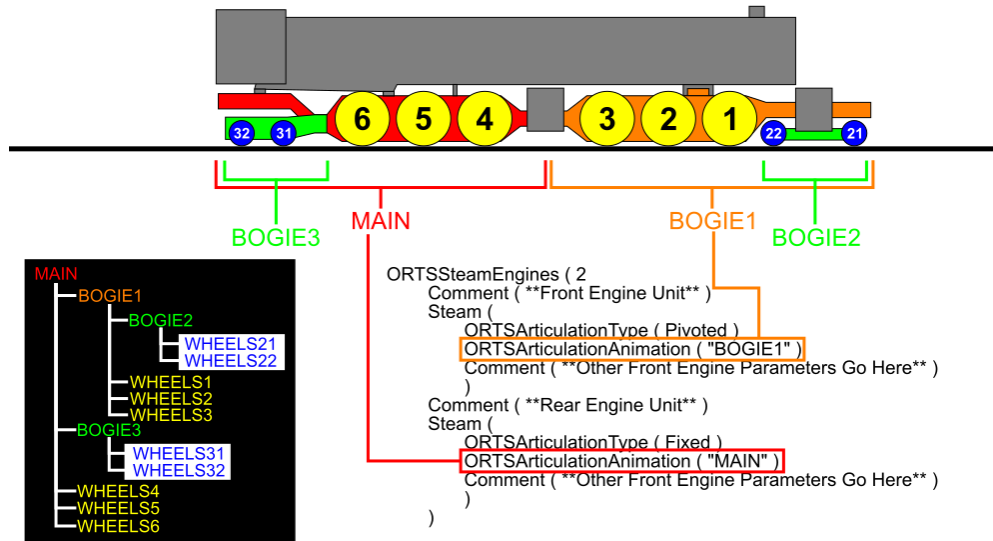 6 5 4 3 2 1
32 31 22 21
BOGIE3 MAIN BOGIE1 BOGIE2
MAIN
BOGIE1
BOGIE2
WHEELS21
WHEELS22
WHEELS1
WHEELS2
WHEELS3
BOGIE3
WHEELS31
WHEELS32
WHEELS4
WHEELS5
WHEELS6
ORTSSteamEngines ( 2
Comment ( **Front Engine Unit** )
Steam (
ORTSArticulationType ( Pivoted )
ORTSArticulationAnimation ( "BOGIE1" )
Comment ( **Other Front Engine Parameters Go Here** )
)
Comment ( **Rear Engine Unit** )
Steam (
ORTSArticulationType ( Fixed )
ORTSArticulationAnimation ( "MAIN" )
Comment ( **Other Front Engine Parameters Go Here** )
)
)